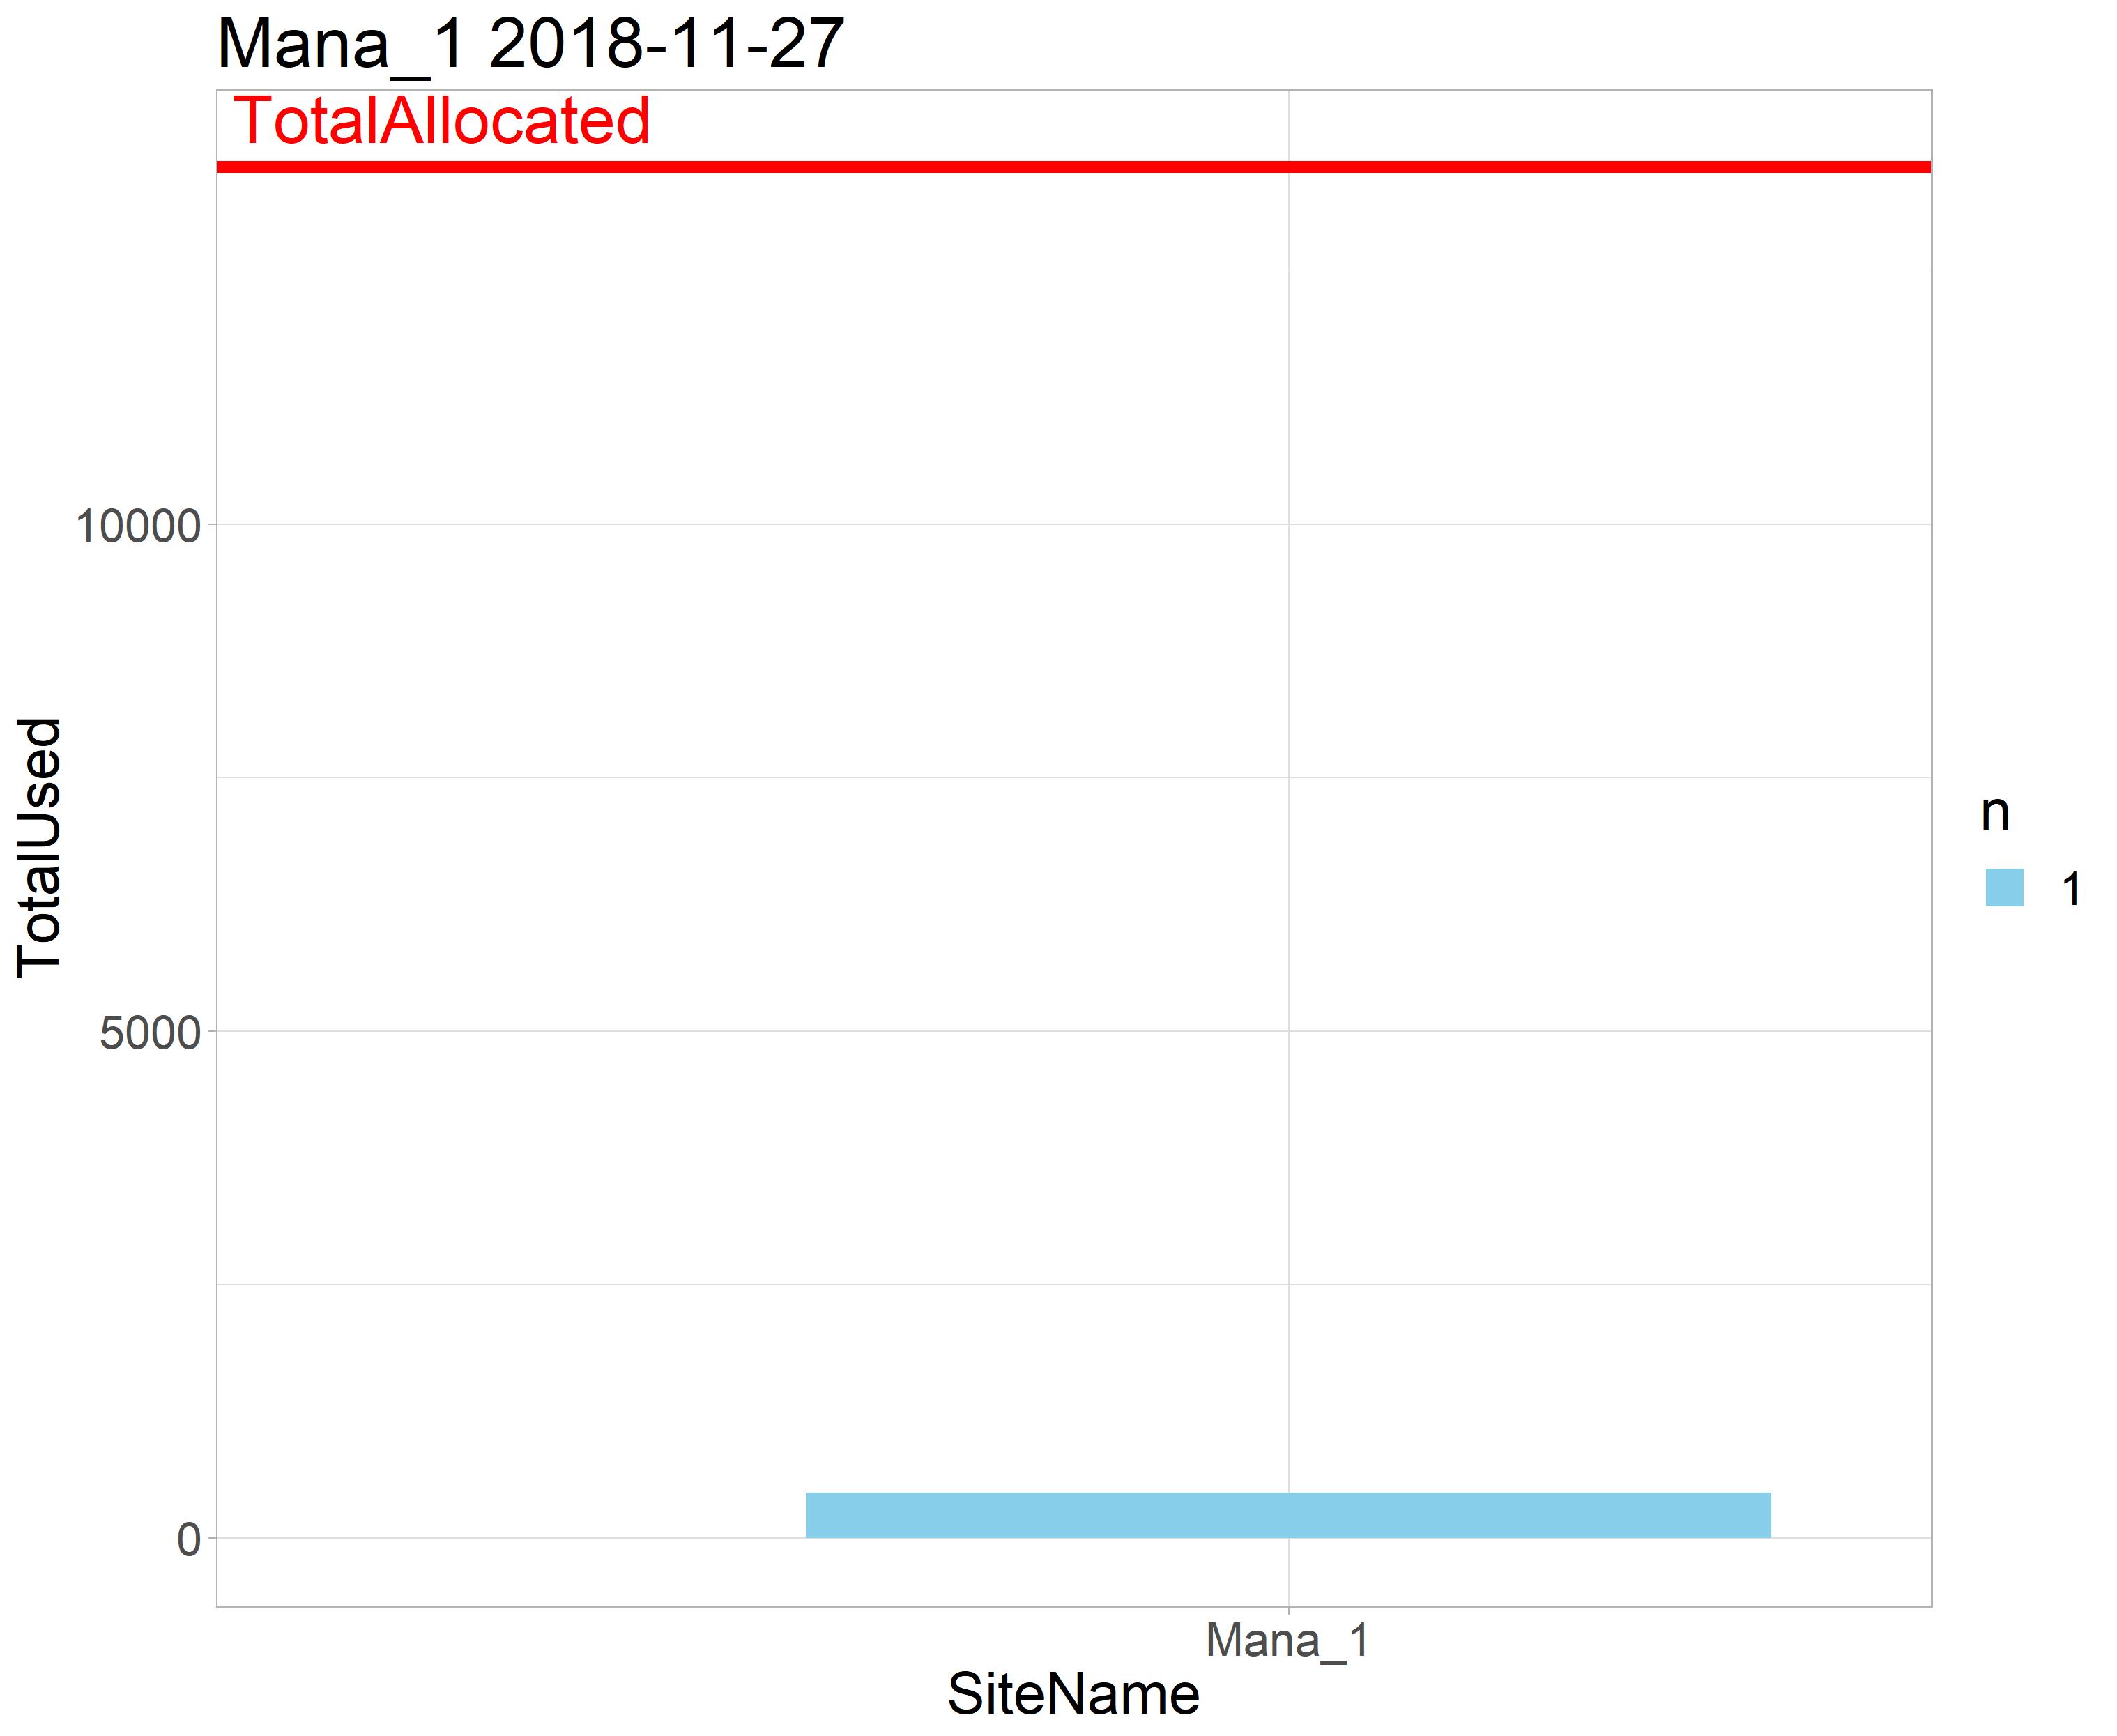 Mana_1 2018-11-27
TotalAllocated
10000
5000
0
TotalUsed
Mana_1
SiteName
n
1